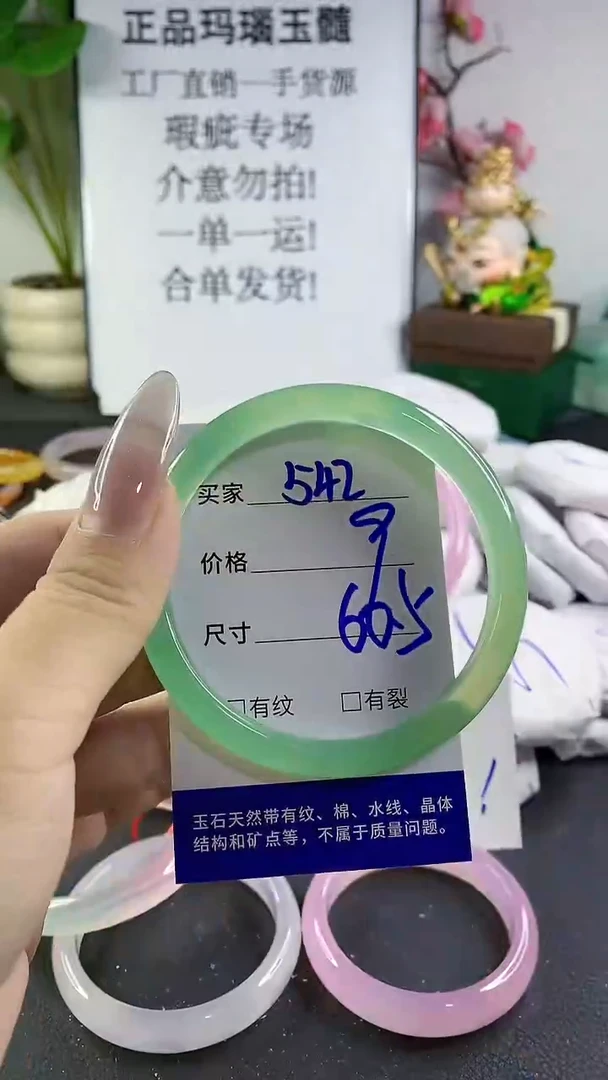 正品玛瑙玉髓
工厂直销一手货源
瑕疵专场
介意勿拍!
一单一运!
合单发货!
买家 542
价格
尺寸 60.5
□有纹 □有裂
玉石天然带有纹、棉、水线、晶体
结构和矿点等，不属于质量问题。